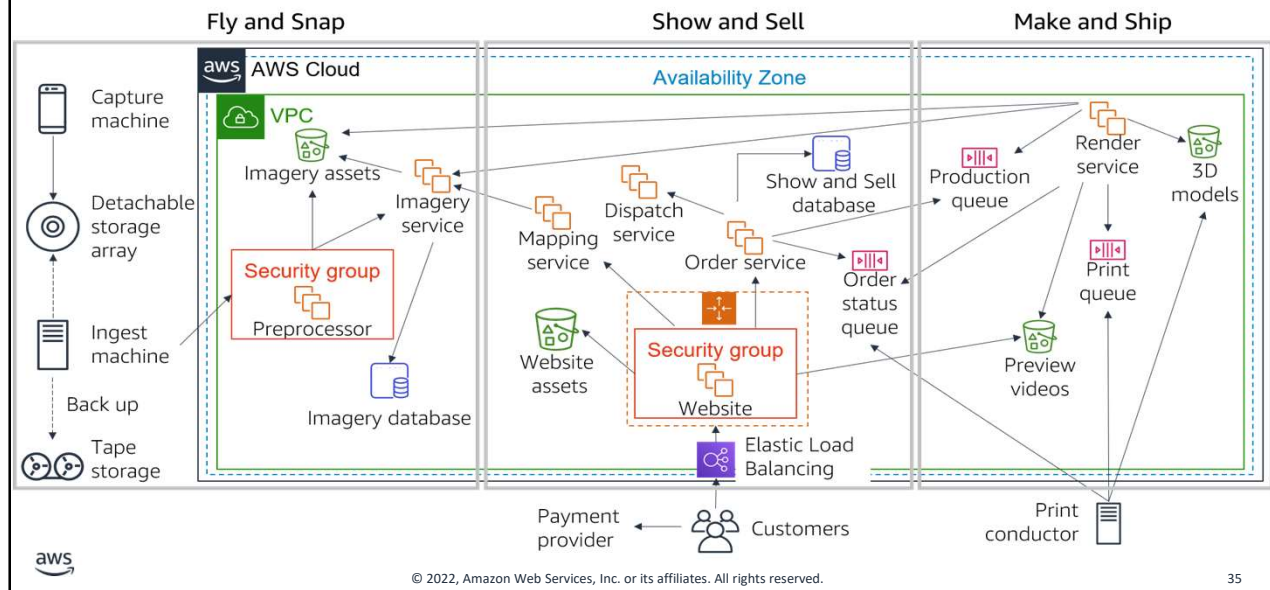 Fly and Snap
Show and Sell
Make and Ship
aws
AWS Cloud
Availability Zone
VPC
Capture
machine
Detachable
storage
array
Ingest
machine
Back up
Tape
storage
Imagery assets
Imagery
service
Security group
Preprocessor
Imagery database
Mapping
service
Dispatch
service
Show and Sell
database
Order service
Order
status
queue
Website
assets
Security group
Website
Elastic Load
Balancing
Production
queue
Render
service
3D
models
Print
queue
Preview
videos
Payment
provider
Customers
Print
conductor
aws
© 2022, Amazon Web Services, Inc. or its affiliates. All rights reserved.
35